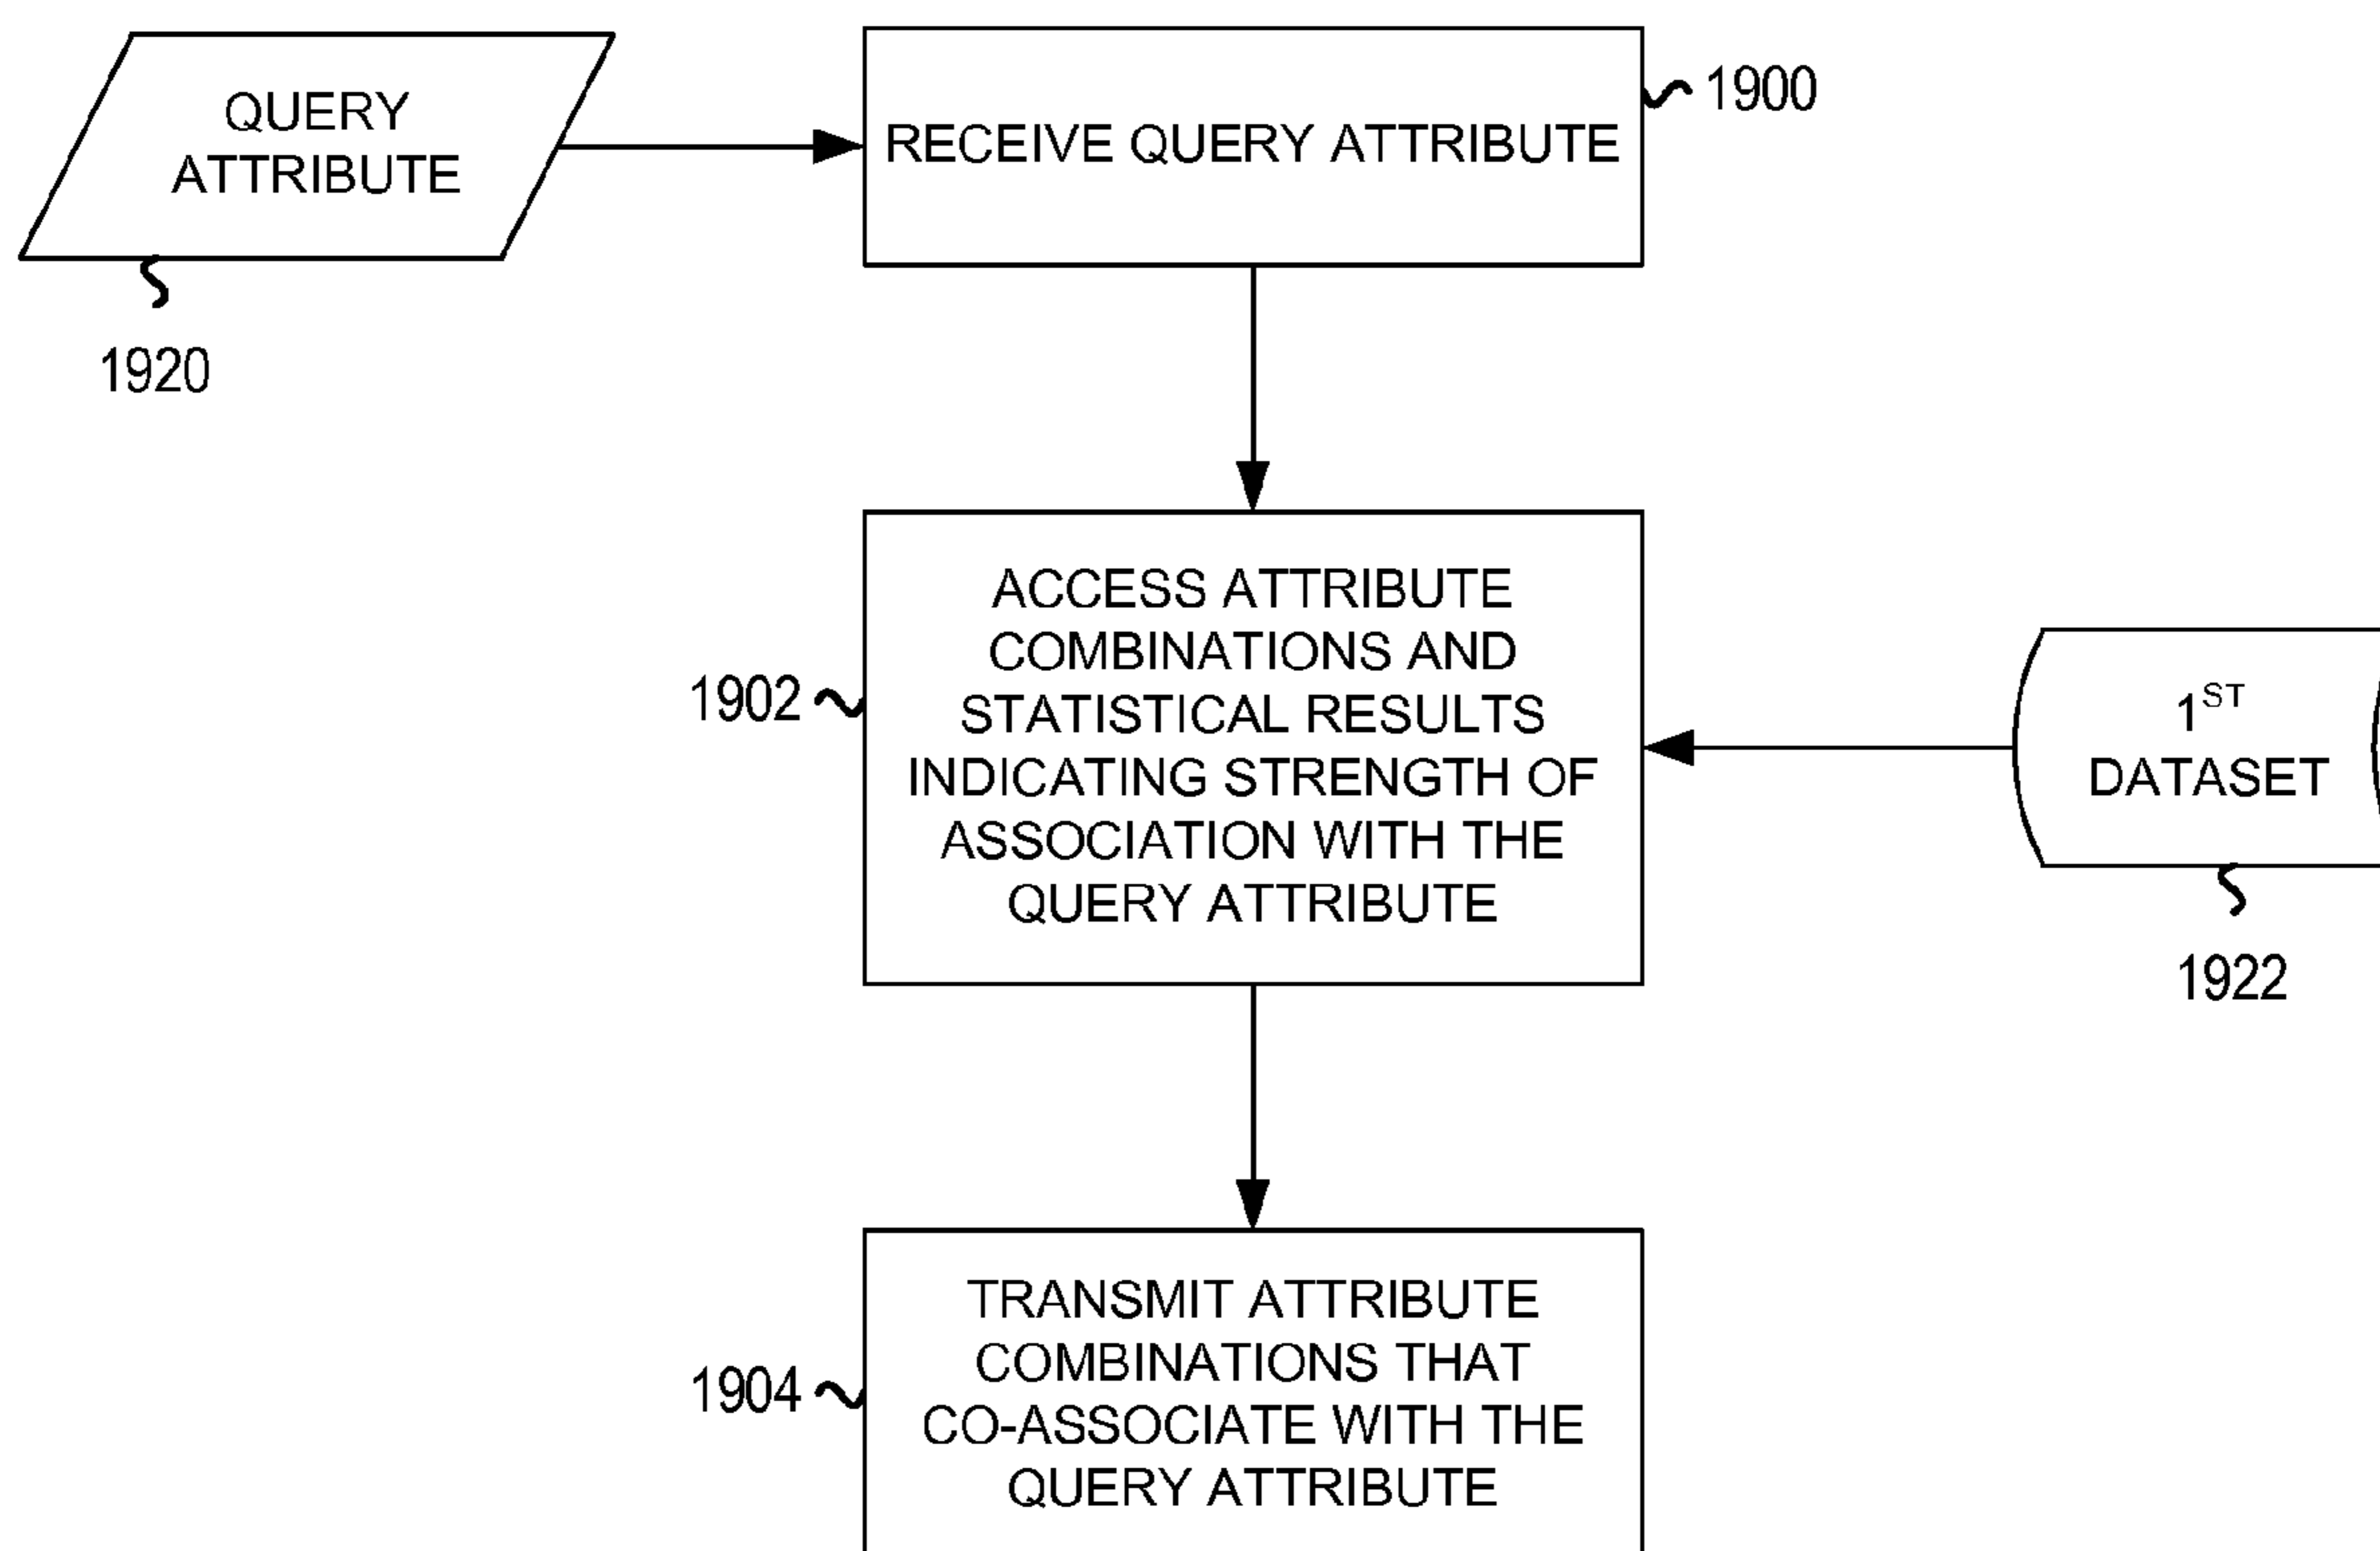 QUERY
ATTRIBUTE
1920
RECEIVE QUERY ATTRIBUTE
1900
ACCESS ATTRIBUTE
COMBINATIONS AND
STATISTICAL RESULTS
INDICATING STRENGTH OF
ASSOCIATION WITH THE
QUERY ATTRIBUTE
1902
1ST
DATASET
1922
TRANSMIT ATTRIBUTE
COMBINATIONS THAT
CO-ASSOCIATE WITH THE
QUERY ATTRIBUTE
1904